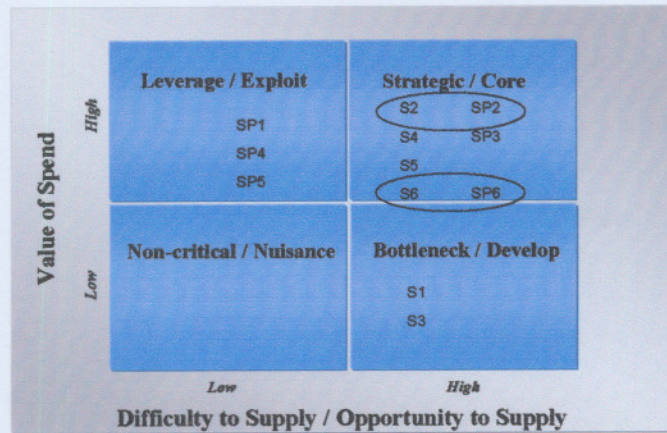 Leverage / Exploit
Strategic / Core
S2 SP2
SP1
S4 SP3
SP4
S5
SP5
S6 SP6
High
Value of Spend
Low
Non-critical / Nuisance
Bottleneck / Develop
S1
S3
Low
High
Difficulty to Supply / Opportunity to Supply